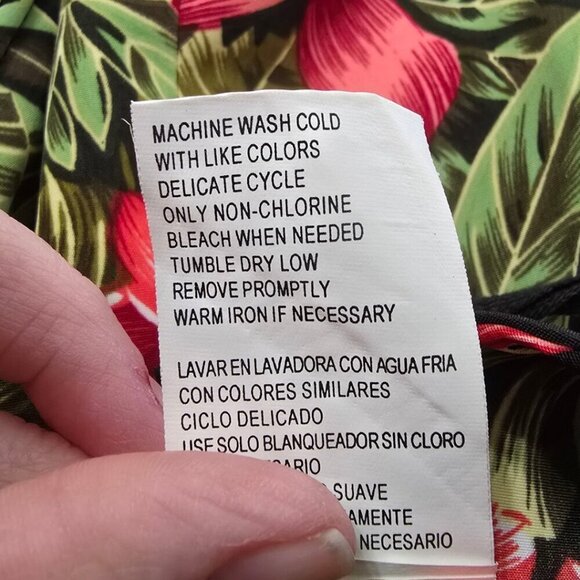 MACHINE WASH COLD
WITH LIKE COLORS
DELICATE CYCLE
ONLY NON-CHLORINE
BLEACH WHEN NEEDED
TUMBLE DRY LOW
REMOVE PROMPTLY
WARM IRON IF NECESSARY
LAVAR EN LAVADORA CON AGUA FRIA
CON COLORES SIMILARES
CICLO DELICADO
USE SOLO BLANQUEADOR SIN CLORO
SUAVE
NECESARIO